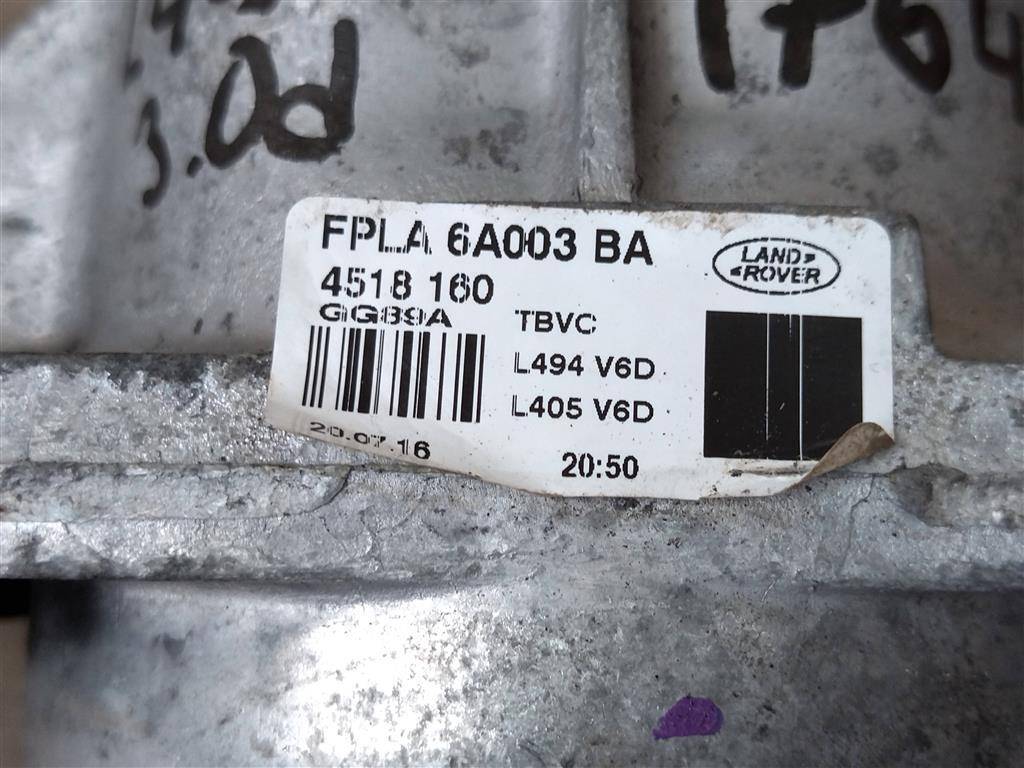 3.0d
FPLA 6A003 BA
4518 160
GG89A
TBVC
L494 V6D
L405 V6D
20.07.16
20:50
LAND
ROVER